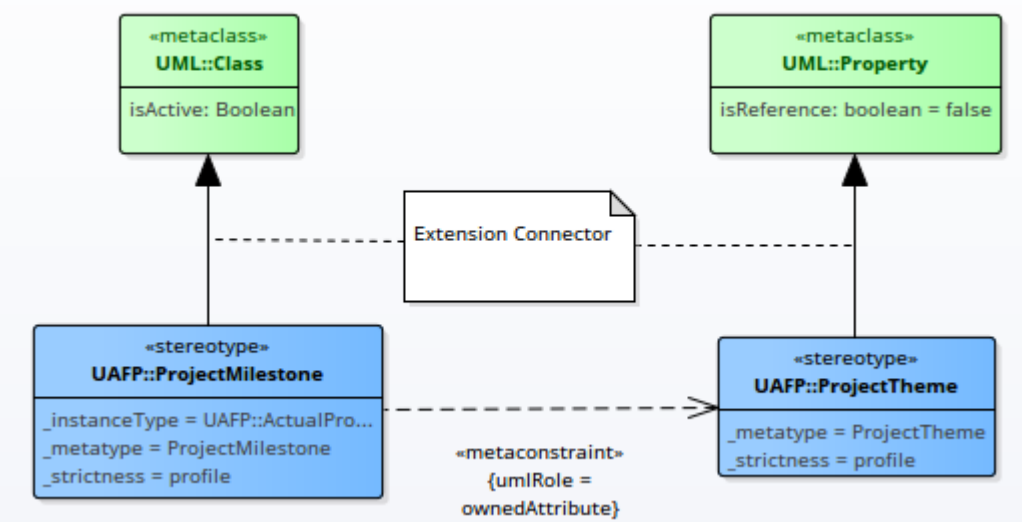 «metaclass»
UML::Class
isActive: Boolean
«metaclass»
UML::Property
isReference: boolean = false
Extension Connector
«stereotype»
UAFP::ProjectMilestone
_instanceType = UAFP::ActualPro...
_metatype = ProjectMilestone
_strictness = profile
«metaconstraint»
{umlRole =
ownedAttribute}
«stereotype»
UAFP::ProjectTheme
_metatype = ProjectTheme
_strictness = profile